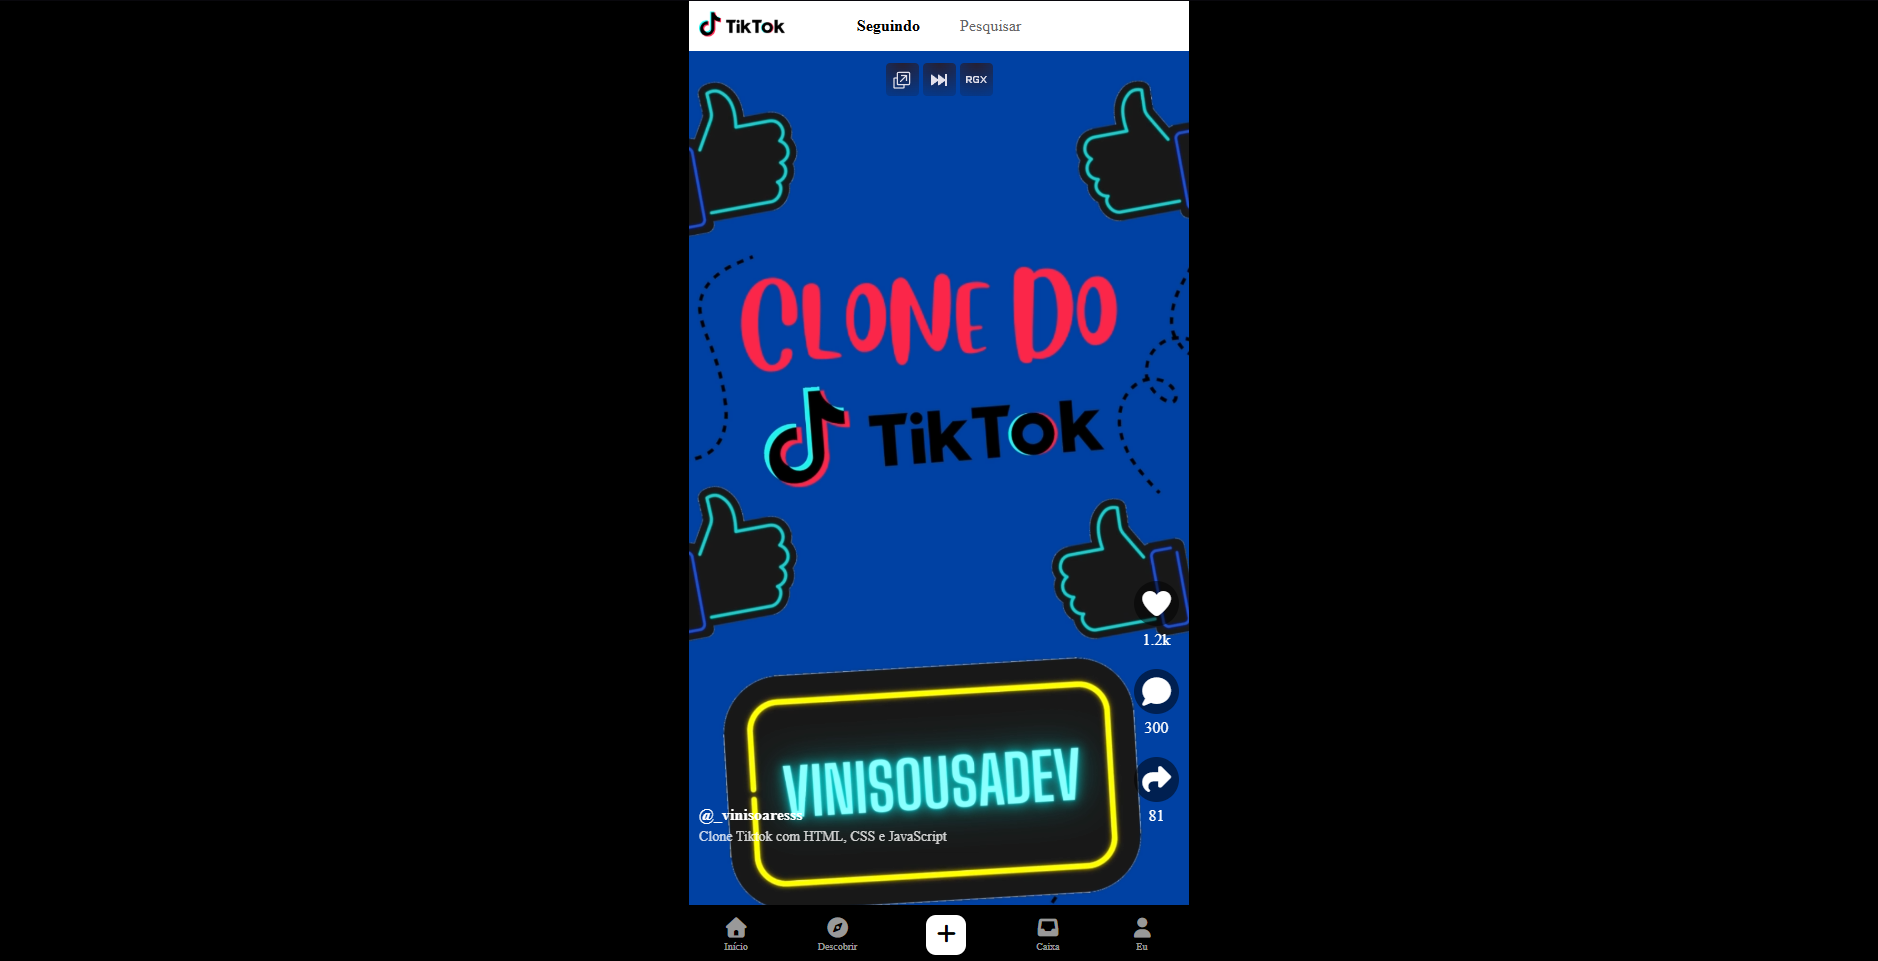 TikTok
Seguindo
Pesquisar
RGX
CLONE DO
TikTok
1.2k
300
VINISOUSADEV
81
@_vinisoaresss
Clone Tiktok com HTML, CSS e JavaScript
Início
Descobrir
Caixa
Eu